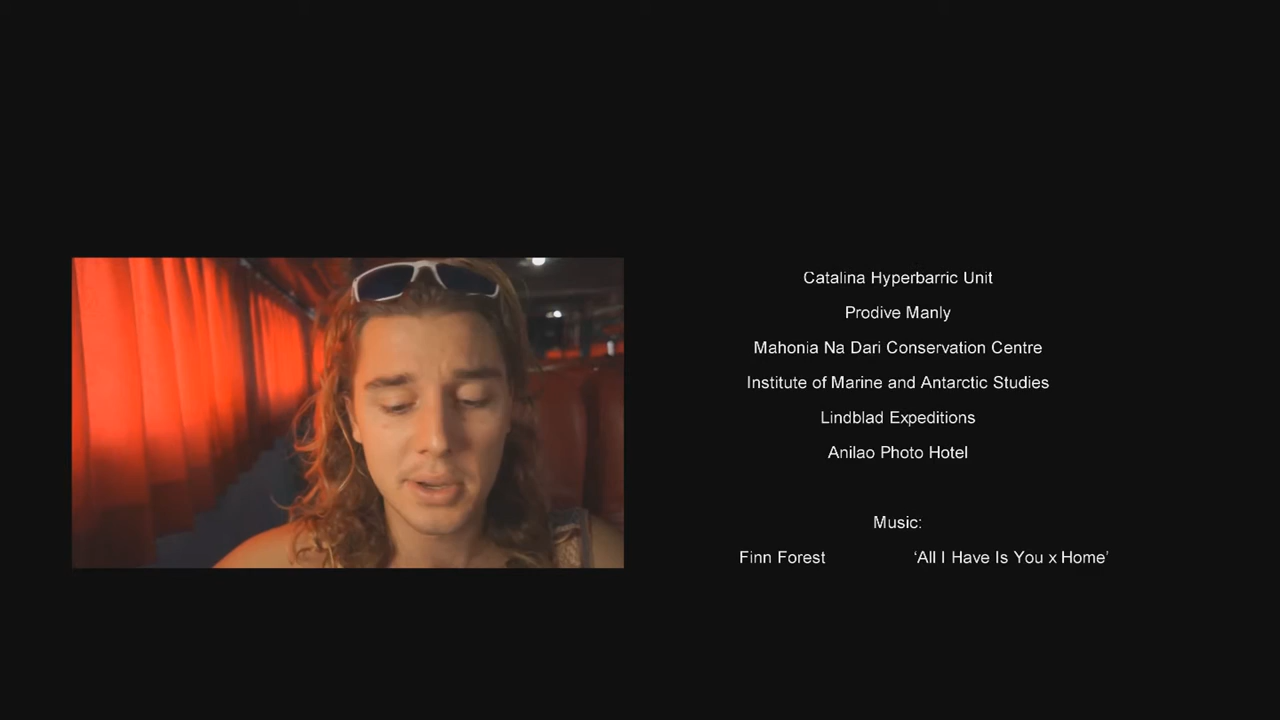 Catalina Hyperbarric Unit
Prodive Manly
Mahonia Na Dari Conservation Centre
Institute of Marine and Antarctic Studies
Lindblad Expeditions
Anilao Photo Hotel
Music:
Finn Forest ‘All I Have Is You x Home’